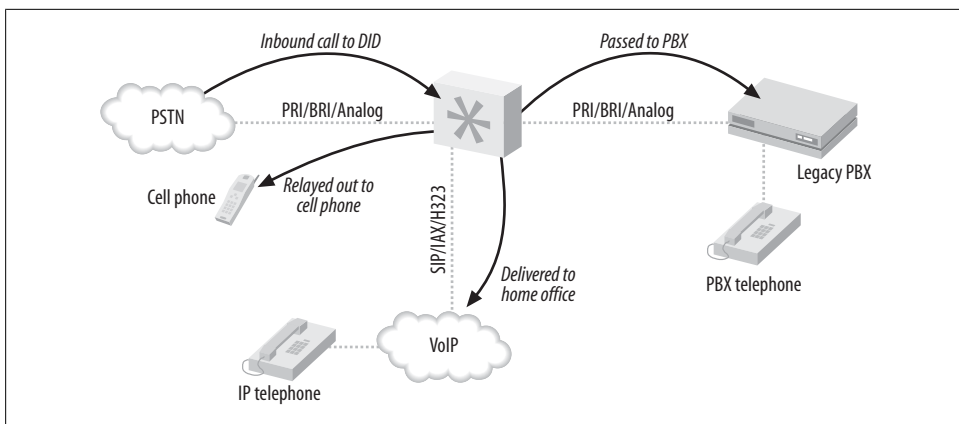 Inbound call to DID
Passed to PBX
PSTN
PRI/BRI/Analog
PRI/BRI/Analog
Legacy PBX
Cell phone
Relayed out to
cell phone
SIP/IAX/H323
Delivered to
home office
PBX telephone
VoIP
IP telephone